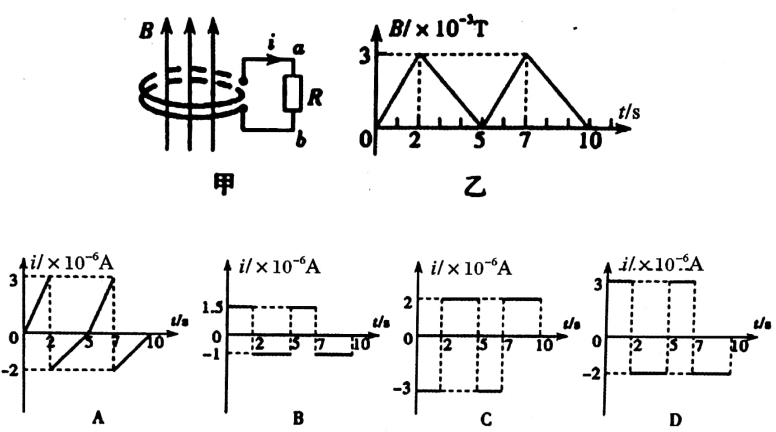 B
i
a
R
b
甲
B/×10⁻³T
3
0
2
5
7
10
t/s
乙
i/×10⁻⁶A
3
0
-2
2
5
7
10
t/s
A
i/×10⁻⁶A
1.5
0
-1
2
5
7
10
t/s
B
i/×10⁻⁶A
2
0
-3
2
5
7
10
t/s
C
i/×10⁻⁶A
3
0
-2
2
5
7
10
t/s
D